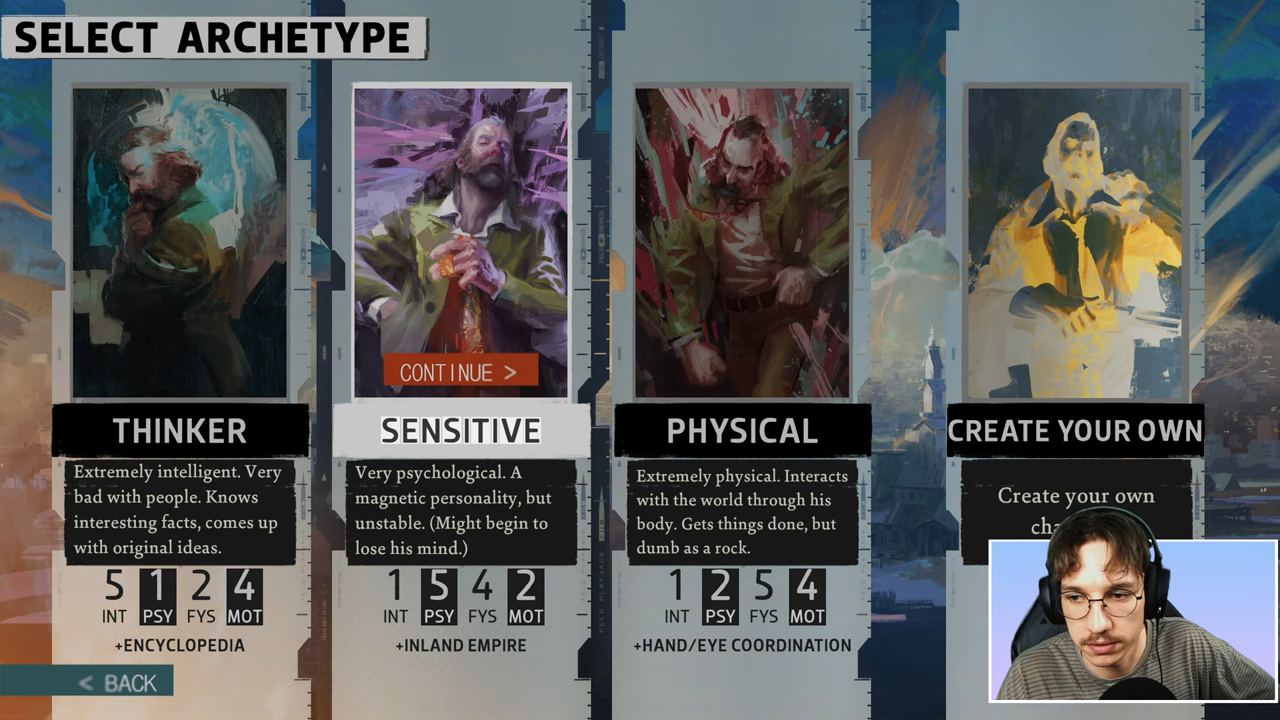 SELECT ARCHETYPE
CONTINUE >
THINKER
Extremely intelligent. Very
bad with people. Knows
interesting facts, comes up
with original ideas.
5 1 2 4
INT PSY FYS MOT
+ENCYCLOPEDIA
SENSITIVE
Very psychological. A
magnetic personality, but
unstable. (Might begin to
lose his mind.)
1 5 4 2
INT PSY FYS MOT
+INLAND EMPIRE
PHYSICAL
Extremely physical. Interacts
with the world through his
body. Gets things done, but
dumb as a rock.
1 2 5 4
INT PSY FYS MOT
+HAND/EYE COORDINATION
CREATE YOUR OWN
Create your own
< BACK